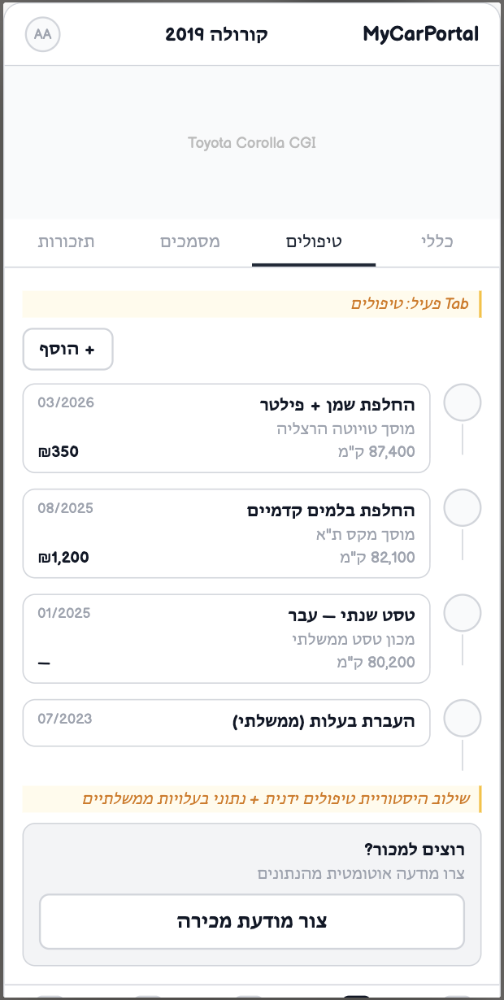 MyCarPortal
קורולה 2019
AA
Toyota Corolla CGI
כללי
טיפולים
מסמכים
תזכורות
Tab פעיל: טיפולים
+ הוסף
החלפת שמן + פילטר
03/2026
מוסך טויוטה הרצליה
87,400 ק"מ
₪350
החלפת בלמים קדמיים
08/2025
מוסך מקס ת"א
82,100 ק"מ
₪1,200
טסט שנתי — עבר
01/2025
מכון טסט ממשלתי
80,200 ק"מ
—
העברת בעלות (ממשלתי)
07/2023
שילוב היסטוריית טיפולים ידנית + נתוני בעלויות ממשלתיים
רוצים למכור?
צרו מודעה אוטומטית מהנתונים
צור מודעת מכירה